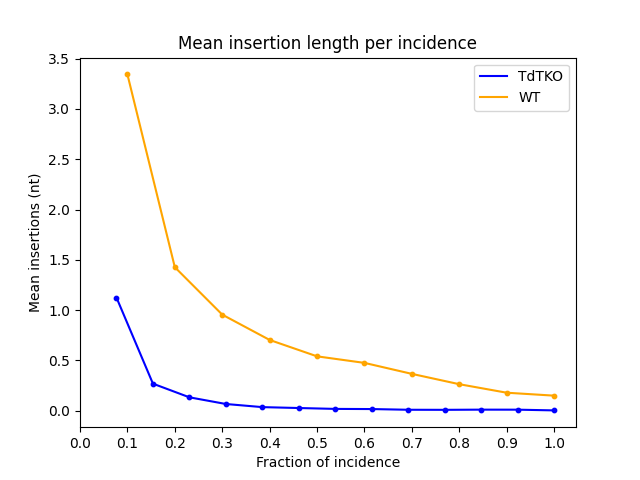 Mean insertion length per incidence
TdTKO
WT
Mean insertions (nt)
3.5
3.0
2.5
2.0
1.5
1.0
0.5
0.0
0.0 0.1 0.2 0.3 0.4 0.5 0.6 0.7 0.8 0.9 1.0
Fraction of incidence